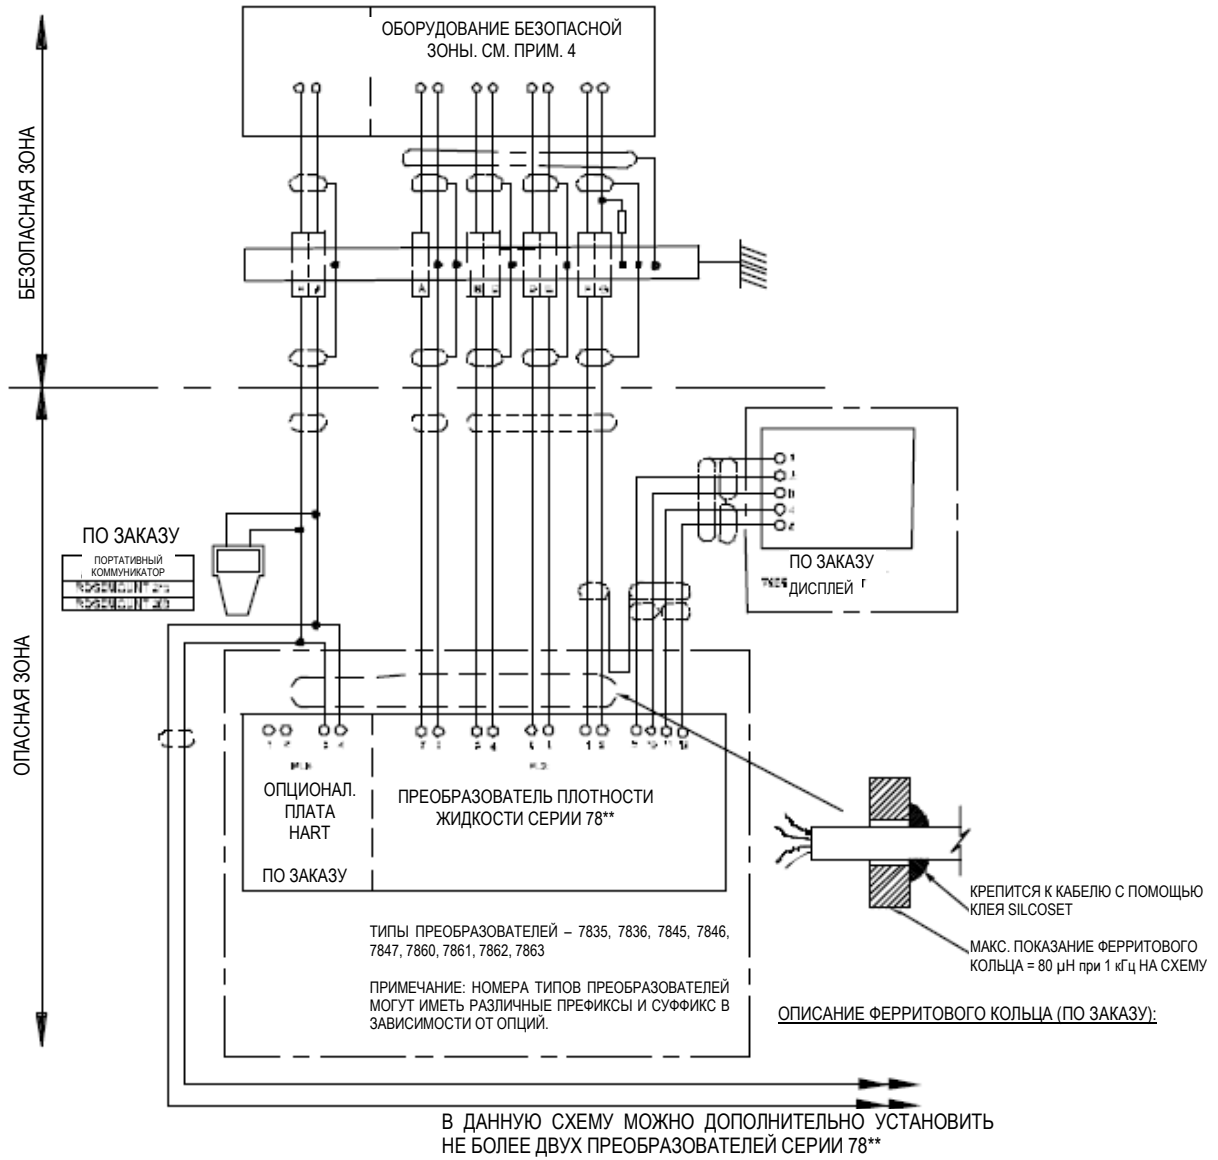 ОБОРУДОВАНИЕ БЕЗОПАСНОЙ
ЗОНЫ. СМ. ПРИМ. 4
БЕЗОПАСНАЯ ЗОНА
A
ОПАСНАЯ ЗОНА
ПО ЗАКАЗУ
ПОРТАТИВНЫЙ
КОММУНИКАТОР
ПО ЗАКАЗУ
ДИСПЛЕЙ
ОПЦИОНАЛ.
ПЛАТА
HART
ПО ЗАКАЗУ
ПРЕОБРАЗОВАТЕЛЬ ПЛОТНОСТИ
ЖИДКОСТИ СЕРИИ 78**
КРЕПИТСЯ К КАБЕЛЮ С ПОМОЩЬЮ
КЛЕЯ SILCOSET
МАКС. ПОКАЗАНИЕ ФЕРРИТОВОГО
КОЛЬЦА = 80 µH при 1 кГц НА СХЕМУ
ОПИСАНИЕ ФЕРРИТОВОГО КОЛЬЦА (ПО ЗАКАЗУ):
ТИПЫ ПРЕОБРАЗОВАТЕЛЕЙ – 7835, 7836, 7845, 7846,
7847, 7860, 7861, 7862, 7863
ПРИМЕЧАНИЕ: НОМЕРА ТИПОВ ПРЕОБРАЗОВАТЕЛЕЙ
МОГУТ ИМЕТЬ РАЗЛИЧНЫЕ ПРЕФИКСЫ И СУФФИКС В
ЗАВИСИМОСТИ ОТ ОПЦИЙ.
В ДАННУЮ СХЕМУ МОЖНО ДОПОЛНИТЕЛЬНО УСТАНОВИТЬ
НЕ БОЛЕЕ ДВУХ ПРЕОБРАЗОВАТЕЛЕЙ СЕРИИ 78**